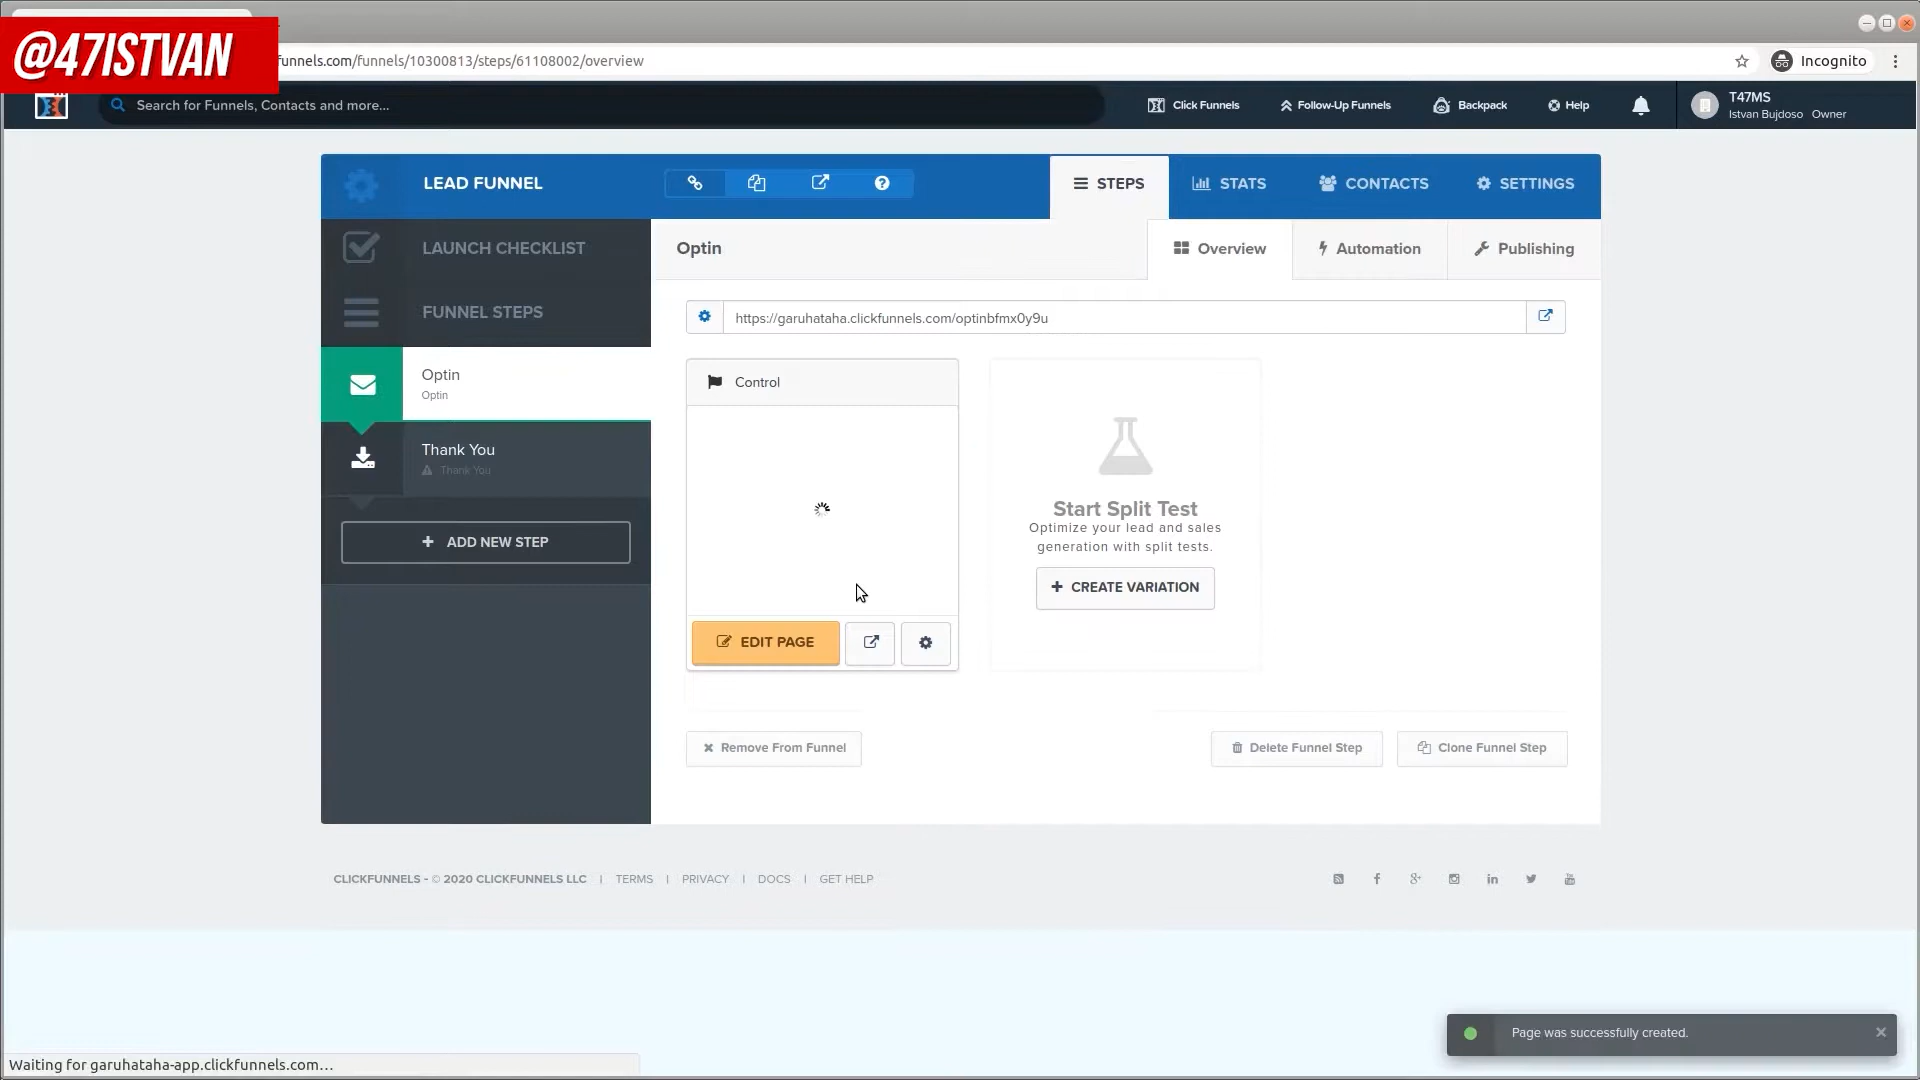 @47ISTVAN
funnels.com/funnels/10300813/steps/61108002/overview
Incognito
Search for Funnels, Contacts and more...
Click Funnels
Follow-Up Funnels
Backpack
Help
T47MS
Istvan Bujdoso Owner
LEAD FUNNEL
STEPS
STATS
CONTACTS
SETTINGS
LAUNCH CHECKLIST
FUNNEL STEPS
Optin
Optin
Thank You
Thank You
+ ADD NEW STEP
Optin
Overview
Automation
Publishing
https://garuhataha.clickfunnels.com/optinbfmx0y9u
Control
EDIT PAGE
Start Split Test
Optimize your lead and sales
generation with split tests.
+ CREATE VARIATION
Remove From Funnel
Delete Funnel Step
Clone Funnel Step
CLICKFUNNELS - © 2020 CLICKFUNNELS LLC | TERMS | PRIVACY | DOCS | GET HELP
Page was successfully created.
Waiting for garuhataha-app.clickfunnels.com...